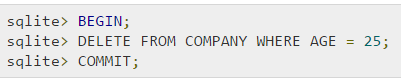 sqlite> BEGIN;
sqlite> DELETE FROM COMPANY WHERE AGE = 25;
sqlite> COMMIT;